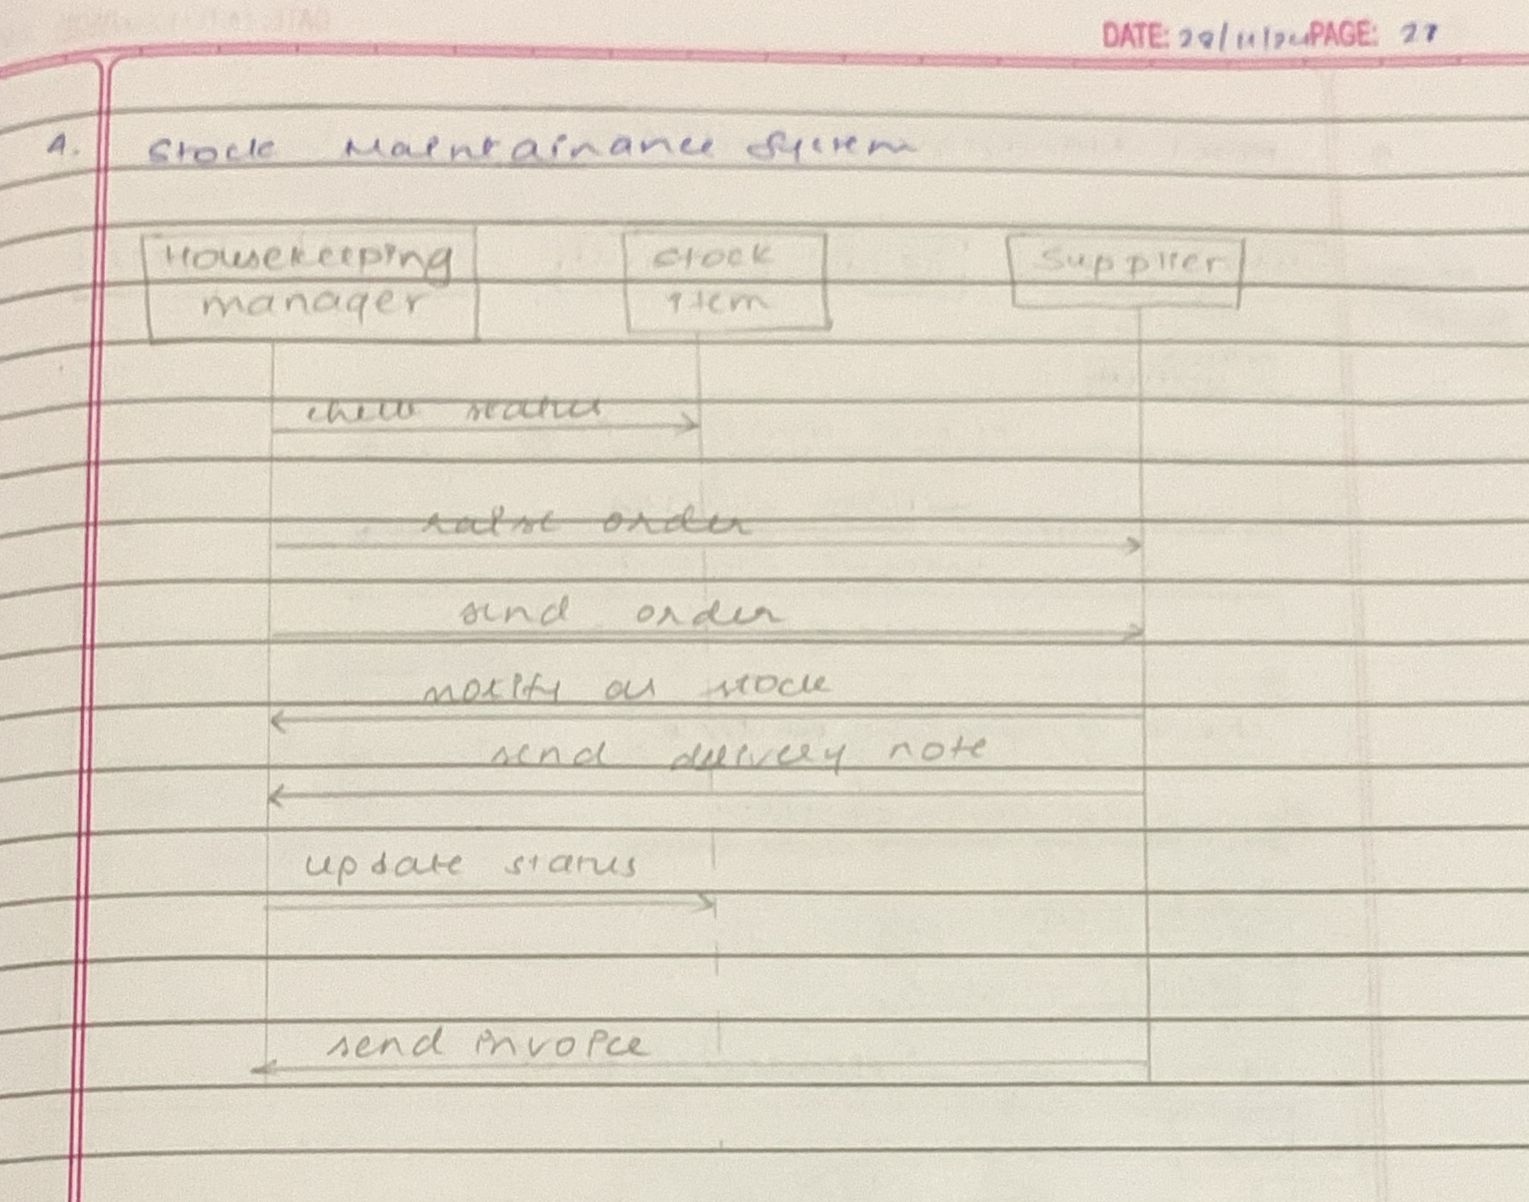 DATE: 28/11/24 PAGE: 27
4. Stock Maintainance System
Housekeeping
manager
Stock
item
Supplier
check status
raise order
send order
notify on stock
send delivery note
update status
send invoice